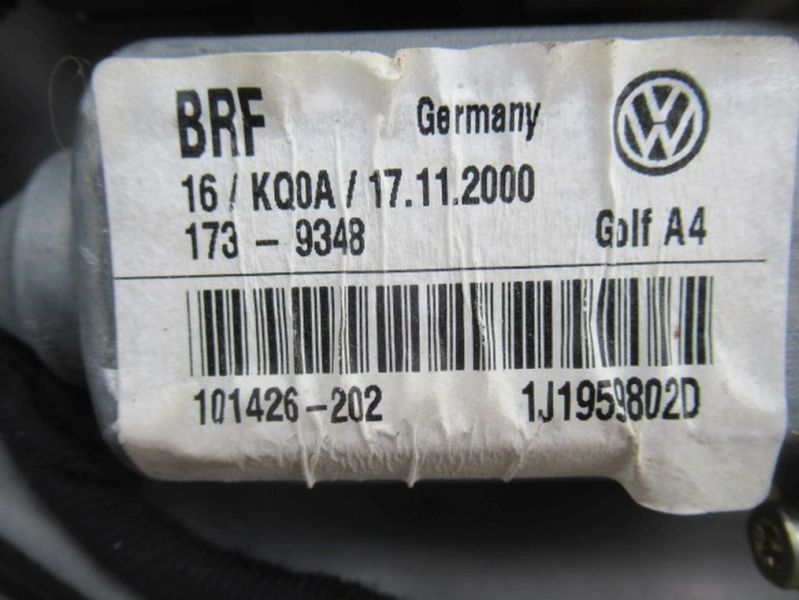 BRF Germany
16 / KQ0A / 17.11.2000
173 - 9348 Golf A4
101426-202 1J1959802D